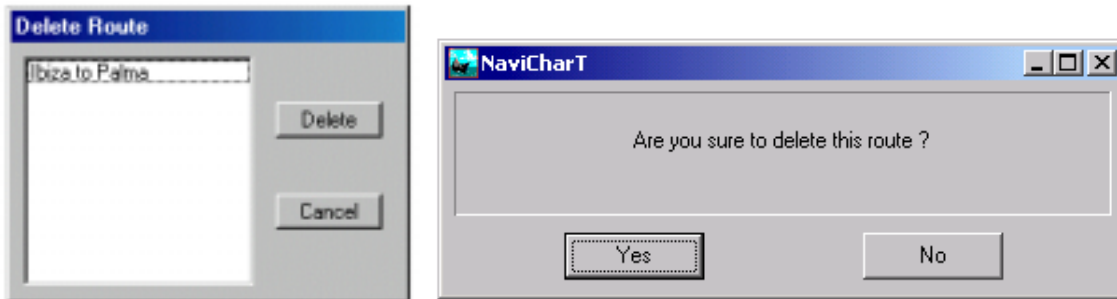 Delete Route
Ibiza to Palma
Delete
Cancel
NaviCharT
Are you sure to delete this route ?
Yes
No